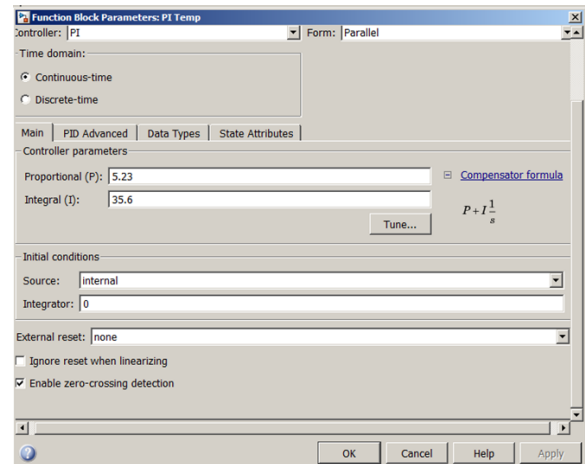 Function Block Parameters: PI Temp
Controller: PI Form: Parallel
Time domain:
Continuous-time
Discrete-time
Main PID Advanced Data Types State Attributes
Controller parameters
Proportional (P): 5.23 Compensator formula
Integral (I): 35.6
P+I 1/s
Tune...
Initial conditions
Source: internal
Integrator: 0
External reset: none
Ignore reset when linearizing
Enable zero-crossing detection
OK Cancel Help Apply